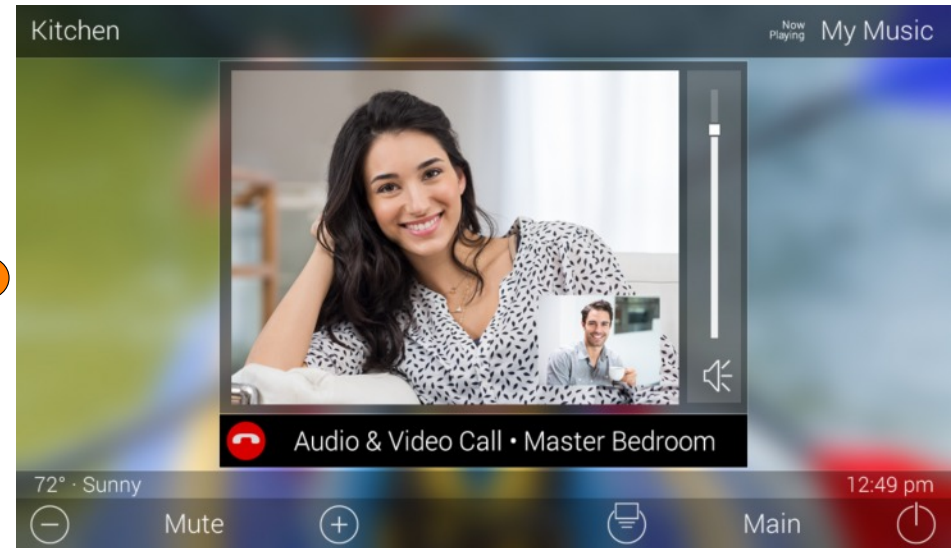 Kitchen
Now Playing My Music
Audio & Video Call • Master Bedroom
72° · Sunny
12:49 pm
Mute
Main